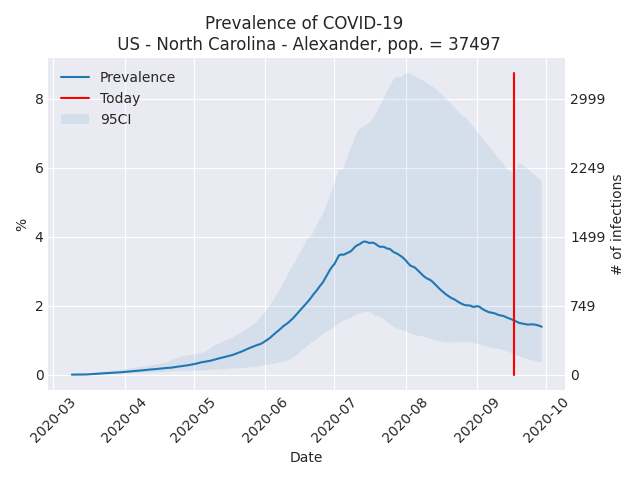 Prevalence of COVID-19
US - North Carolina - Alexander, pop. = 37497
Prevalence
Today
95CI
%
8
6
4
2
0
# of infections
2999
2249
1499
749
0
2020-03
2020-04
2020-05
2020-06
2020-07
2020-08
2020-09
2020-10
Date